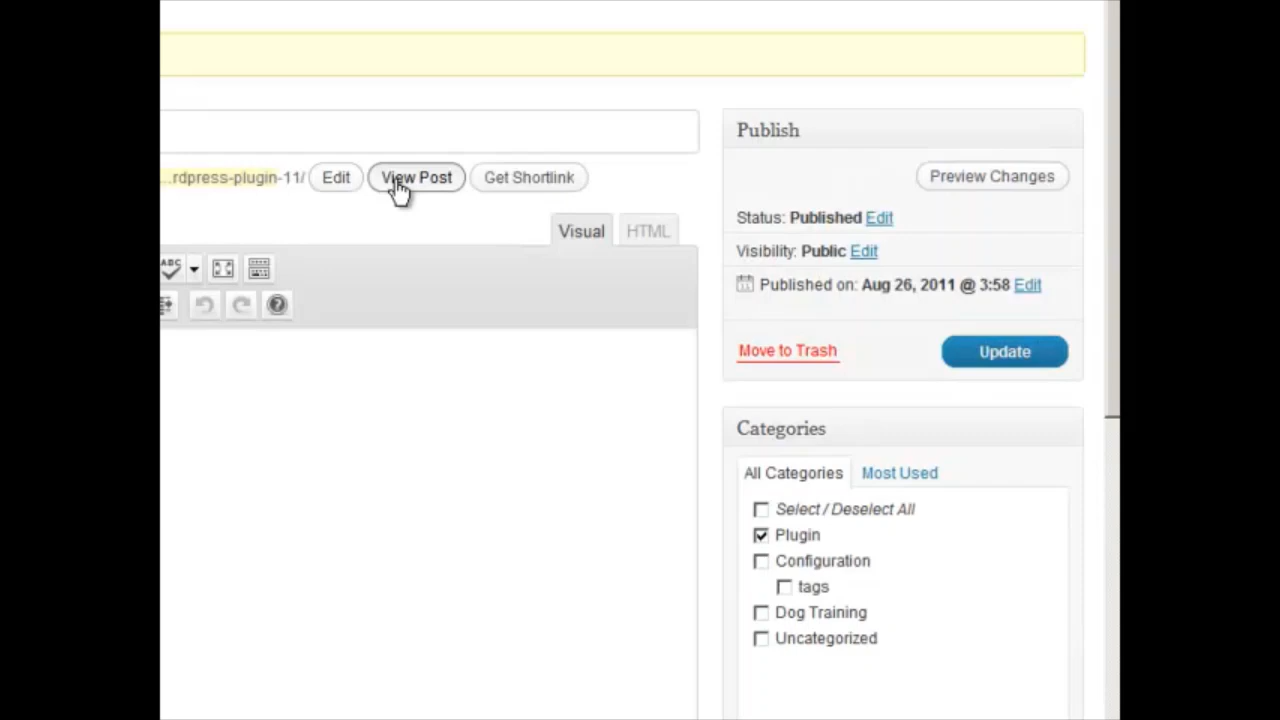 Publish
...rdpress-plugin-11/ Edit View Post Get Shortlink
Preview Changes
Status: Published Edit
Visual HTML
Visibility: Public Edit
ABC
Published on: Aug 26, 2011 @ 3:58 Edit
Move to Trash Update
Categories
All Categories Most Used
Select / Deselect All
Plugin
Configuration
tags
Dog Training
Uncategorized